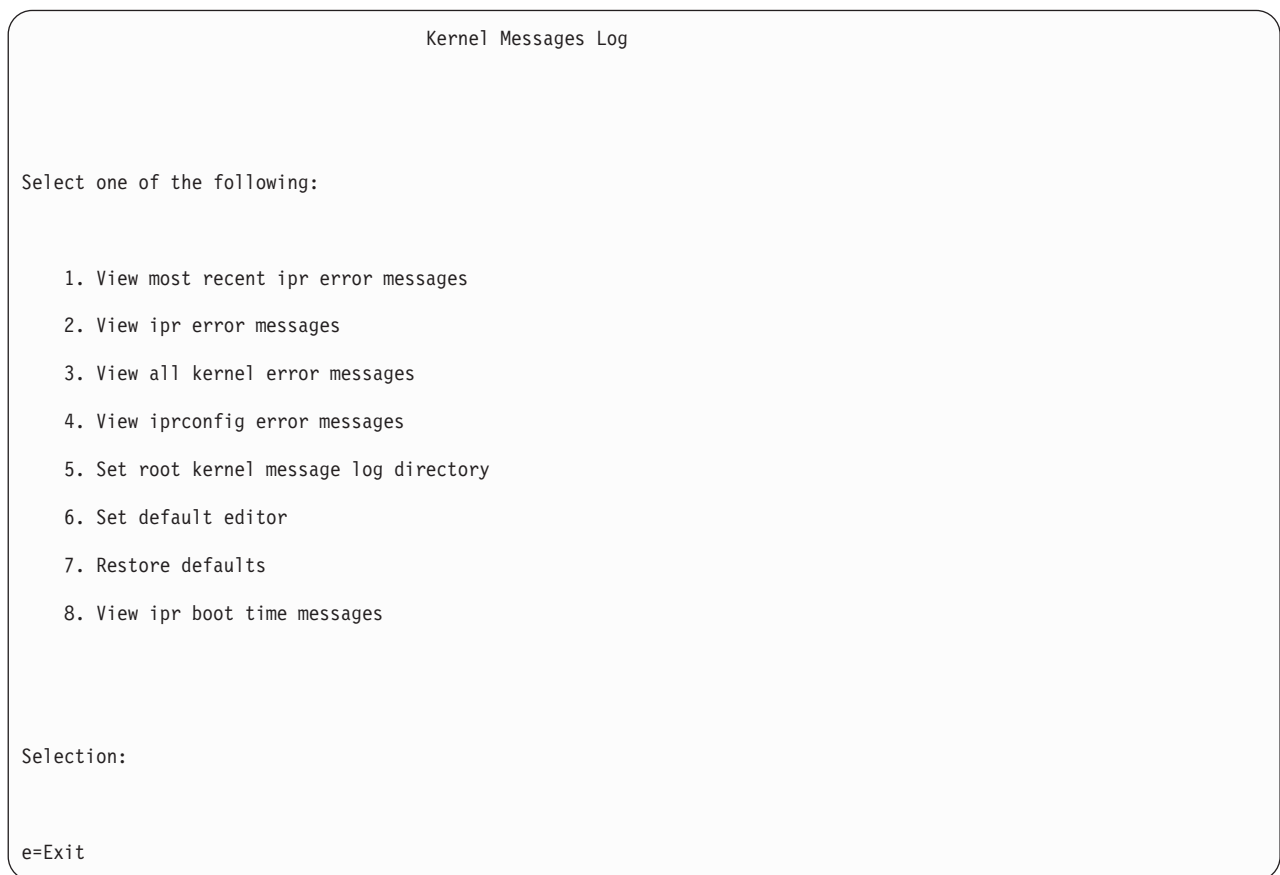 Kernel Messages Log
Select one of the following:
1. View most recent ipr error messages
2. View ipr error messages
3. View all kernel error messages
4. View iprconfig error messages
5. Set root kernel message log directory
6. Set default editor
7. Restore defaults
8. View ipr boot time messages
Selection:
e=Exit